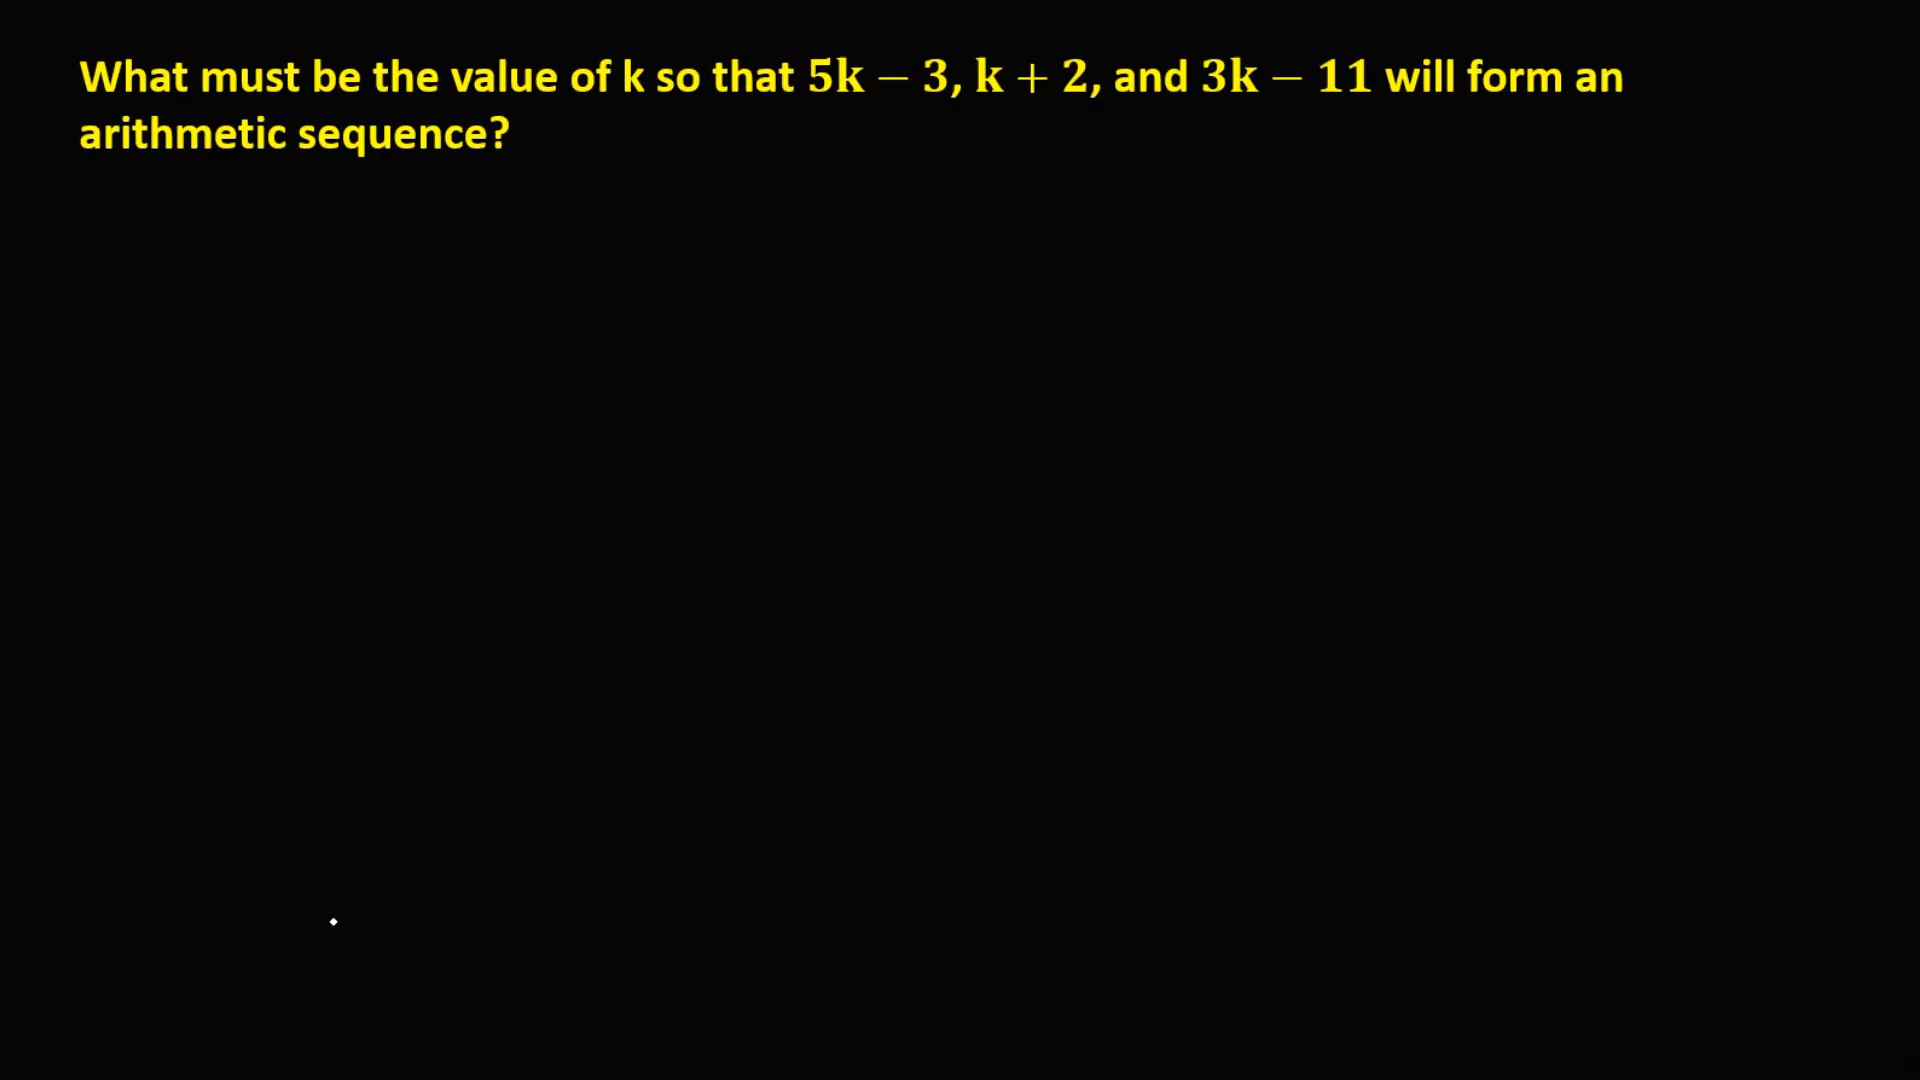 What must be the value of k so that 5k − 3, k + 2, and 3k − 11 will form an
arithmetic sequence?